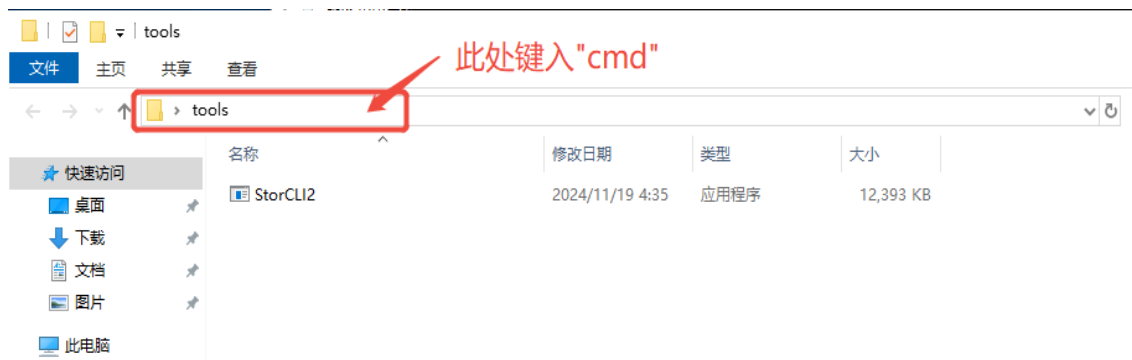 tools
此处键入"cmd"
文件 主页 共享 查看
tools
名称 修改日期 类型 大小
快速访问
StorCLI2 2024/11/19 4:35 应用程序 12,393 KB
桌面
下载
文档
图片
此电脑